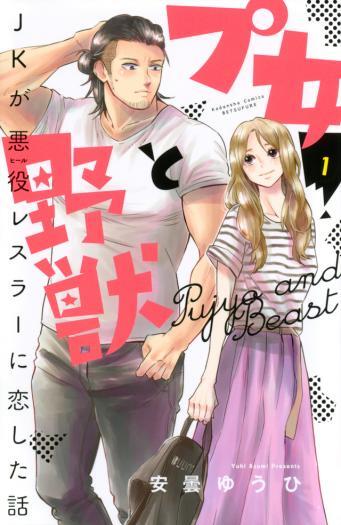 プ女
と
野獣
1
Kodansha Comics
BETSUFURE
JKが悪役レスラーに恋した話
ヒール
Pujyo and
Beast
Yuhi Azumi Presents
安曇ゆうひ